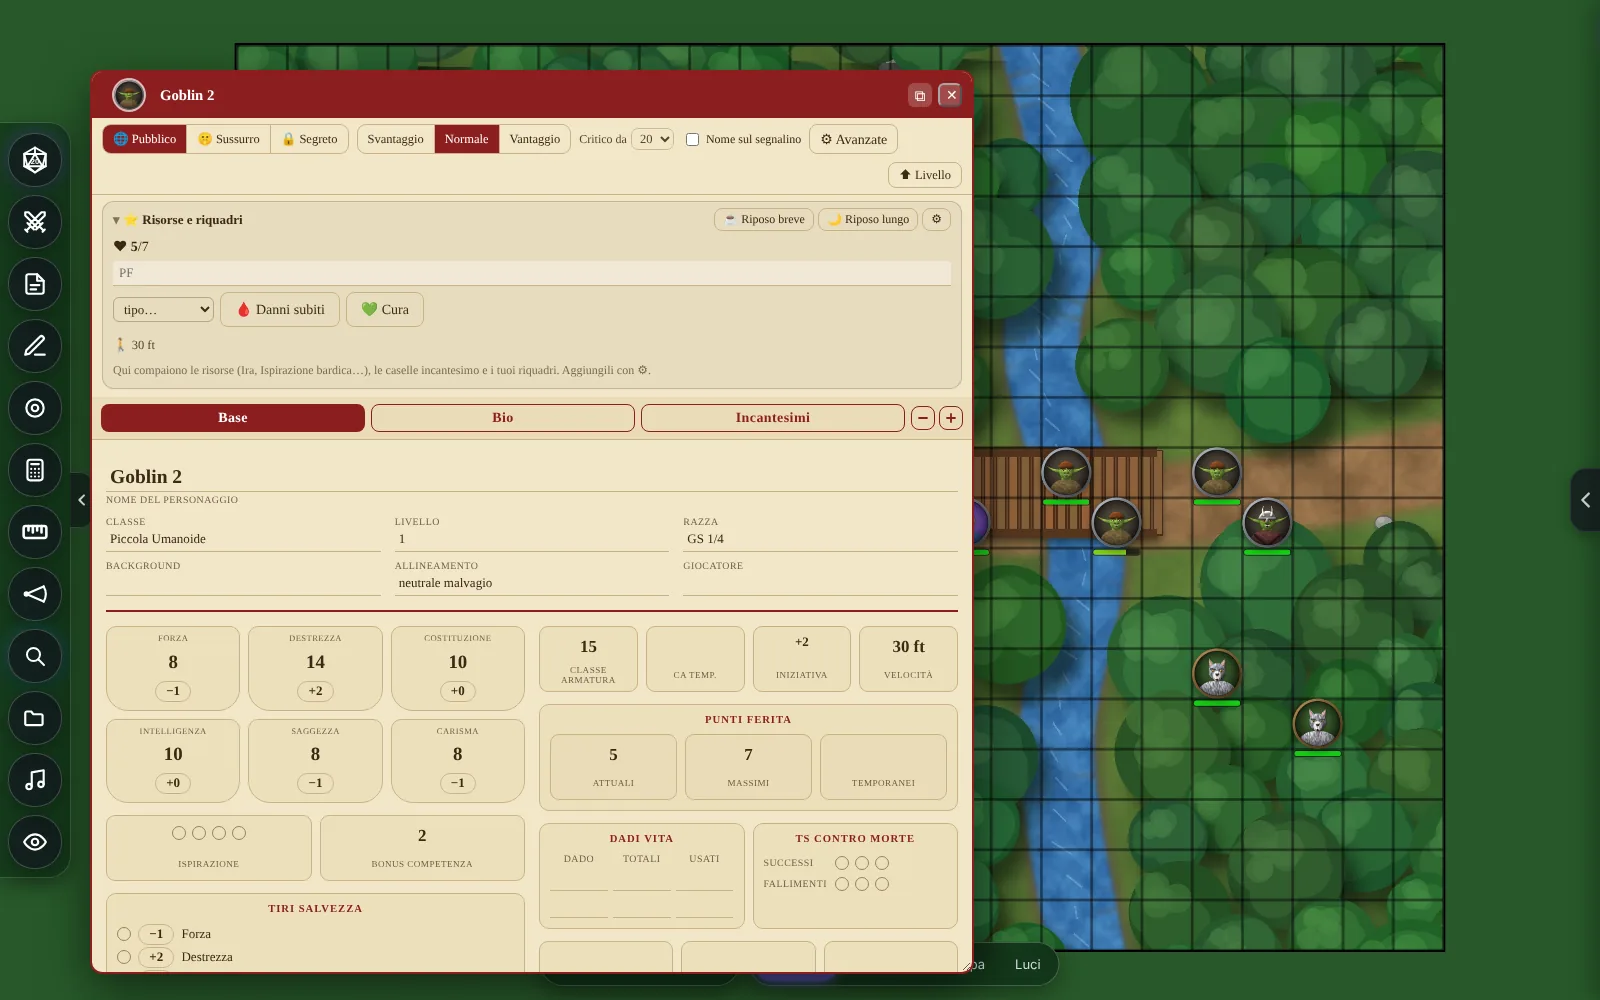 Goblin 2
Pubblico Sussurro Segreto Svantaggio Normale Vantaggio Critico da 20 Nome sul segnalino Avanzate
Livello
Risorse e riquadri Riposo breve Riposo lungo
5/7
PF
tipo… Danni subiti Cura
30 ft
Qui compaiono le risorse (Ira, Ispirazione bardica…), le caselle incantesimo e i tuoi riquadri. Aggiungili con ⚙.
Base Bio Incantesimi − +
Goblin 2
NOME DEL PERSONAGGIO
CLASSE LIVELLO RAZZA
Piccola Umanoide 1 GS 1/4
BACKGROUND ALLINEAMENTO GIOCATORE
neutrale malvagio
FORZA DESTREZZA COSTITUZIONE
8 14 10
−1 +2 +0
15 +2 30 ft
CLASSE ARMATURA CA TEMP. INIZIATIVA VELOCITÀ
INTELLIGENZA SAGGEZZA CARISMA
10 8 8
+0 −1 −1
PUNTI FERITA
5 7
ATTUALI MASSIMI TEMPORANEI
2
ISPIRAZIONE BONUS COMPETENZA
DADI VITA
DADO TOTALI USATI
TS CONTRO MORTE
SUCCESSI
FALLIMENTI
TIRI SALVEZZA
−1 Forza
+2 Destrezza
pa Luci